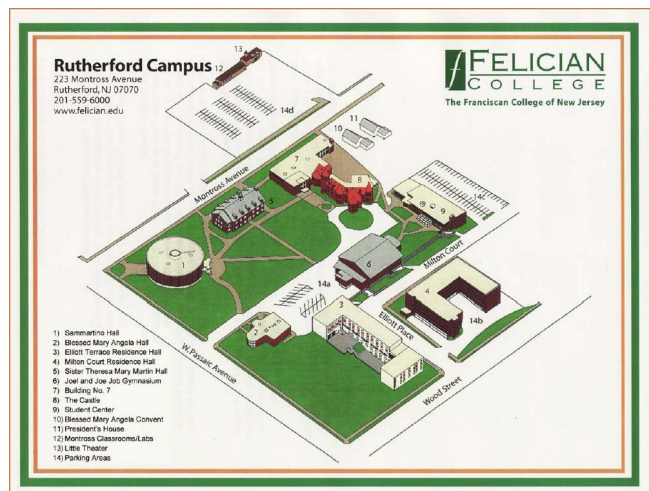 Rutherford Campus
223 Montross Avenue
Rutherford, NJ 07070
201-559-6000
www.felician.edu
f FELICIAN
COLLEGE
The Franciscan College of New Jersey
13
12
14d
11
10
7
8
Montross Avenue
5
14c
9
1
6
Milton Court
14a
3
4
2
Elliott Place
14b
W.Passaic Avenue
Wood Street
1) Sammartino Hall
2) Blessed Mary Angela Hall
3) Elliott Terrace Residence Hall
4) Milton Court Residence Hall
5) Sister Theresa Mary Martin Hall
6) Joel and Joe Job Gymnasium
7) Building No. 7
8) The Castle
9) Student Center
10) Blessed Mary Angela Convent
11) President's House
12) Montross Classrooms/Labs
13) Little Theater
14) Parking Areas